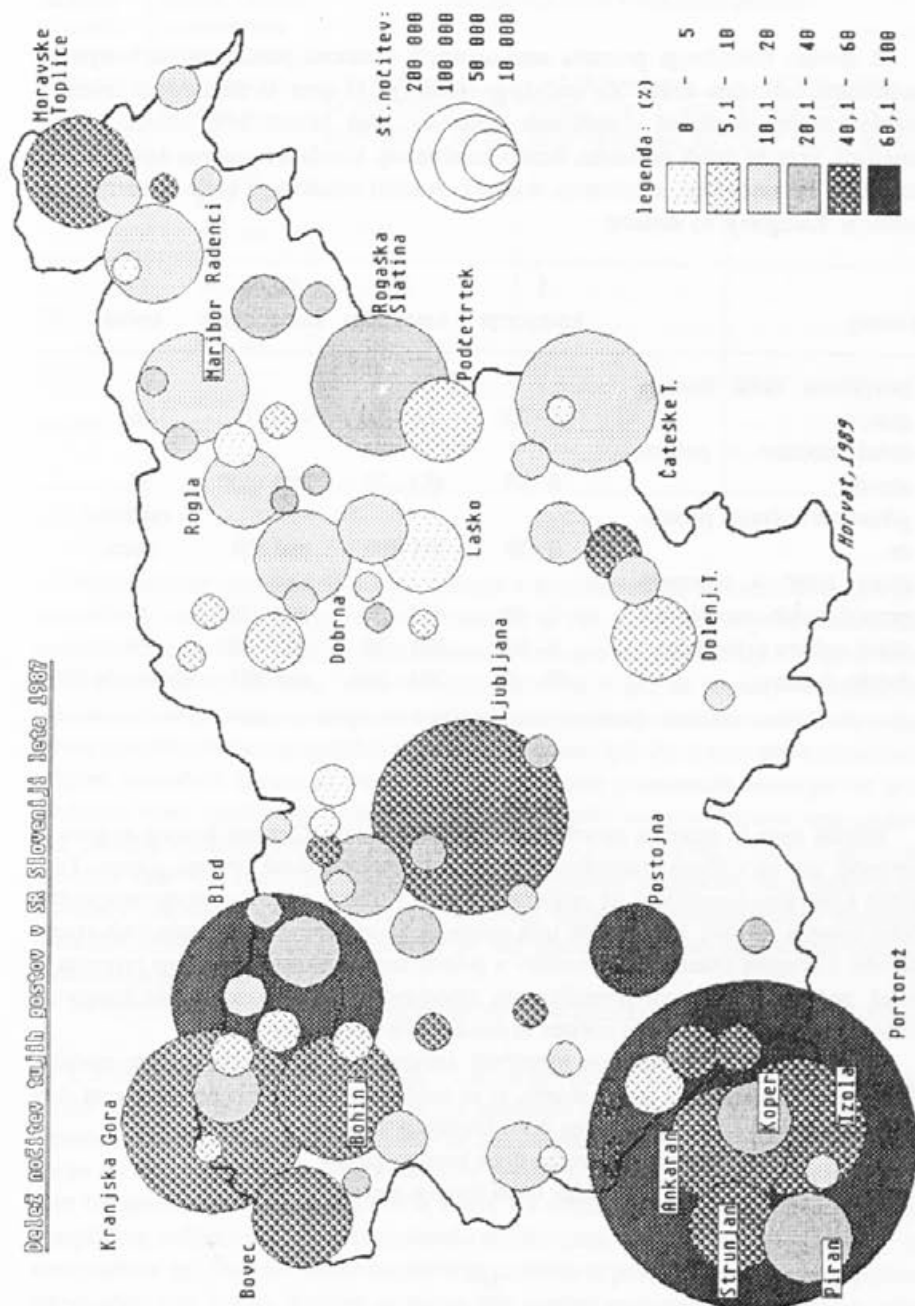 Delež nočitev tujih gostov v SR Sloveniji leta 1987
Moravske
Toplice
Radenci
Maribor
Rogaška
Slatina
Podčetrtek
Rogla
Dobrna
Laško
Čateške T.
Dolenj.T.
Ljubljana
Bled
Kranjska Gora
Bohinj
Bovec
Postojna
Portorož
Ankaran
Koper
Izola
Strunjan
Piran
št.nočitev:
200 000
100 000
50 000
10 000
legenda: (%)
0 - 5
5,1 - 10
10,1 - 20
20,1 - 40
40,1 - 60
60,1 - 100
Horvat,1989